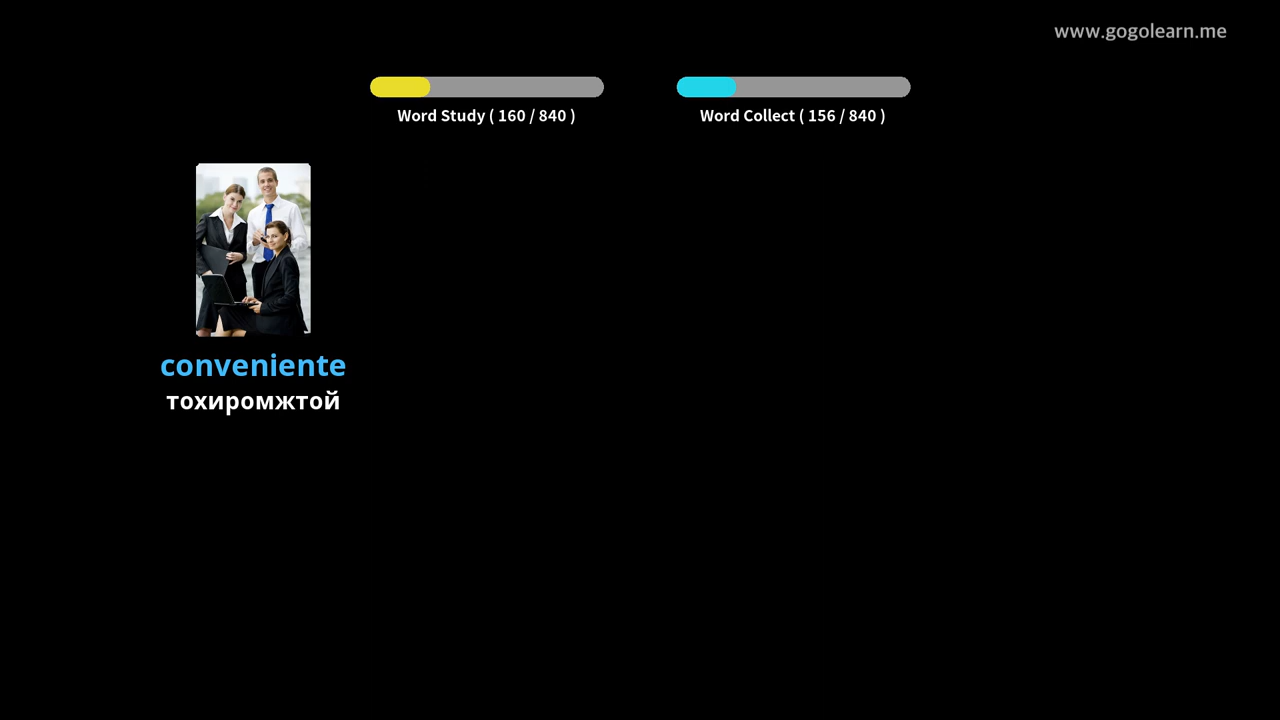 www.gogolearn.me
Word Study ( 160 / 840 )
Word Collect ( 156 / 840 )
conveniente
тохиромжтой